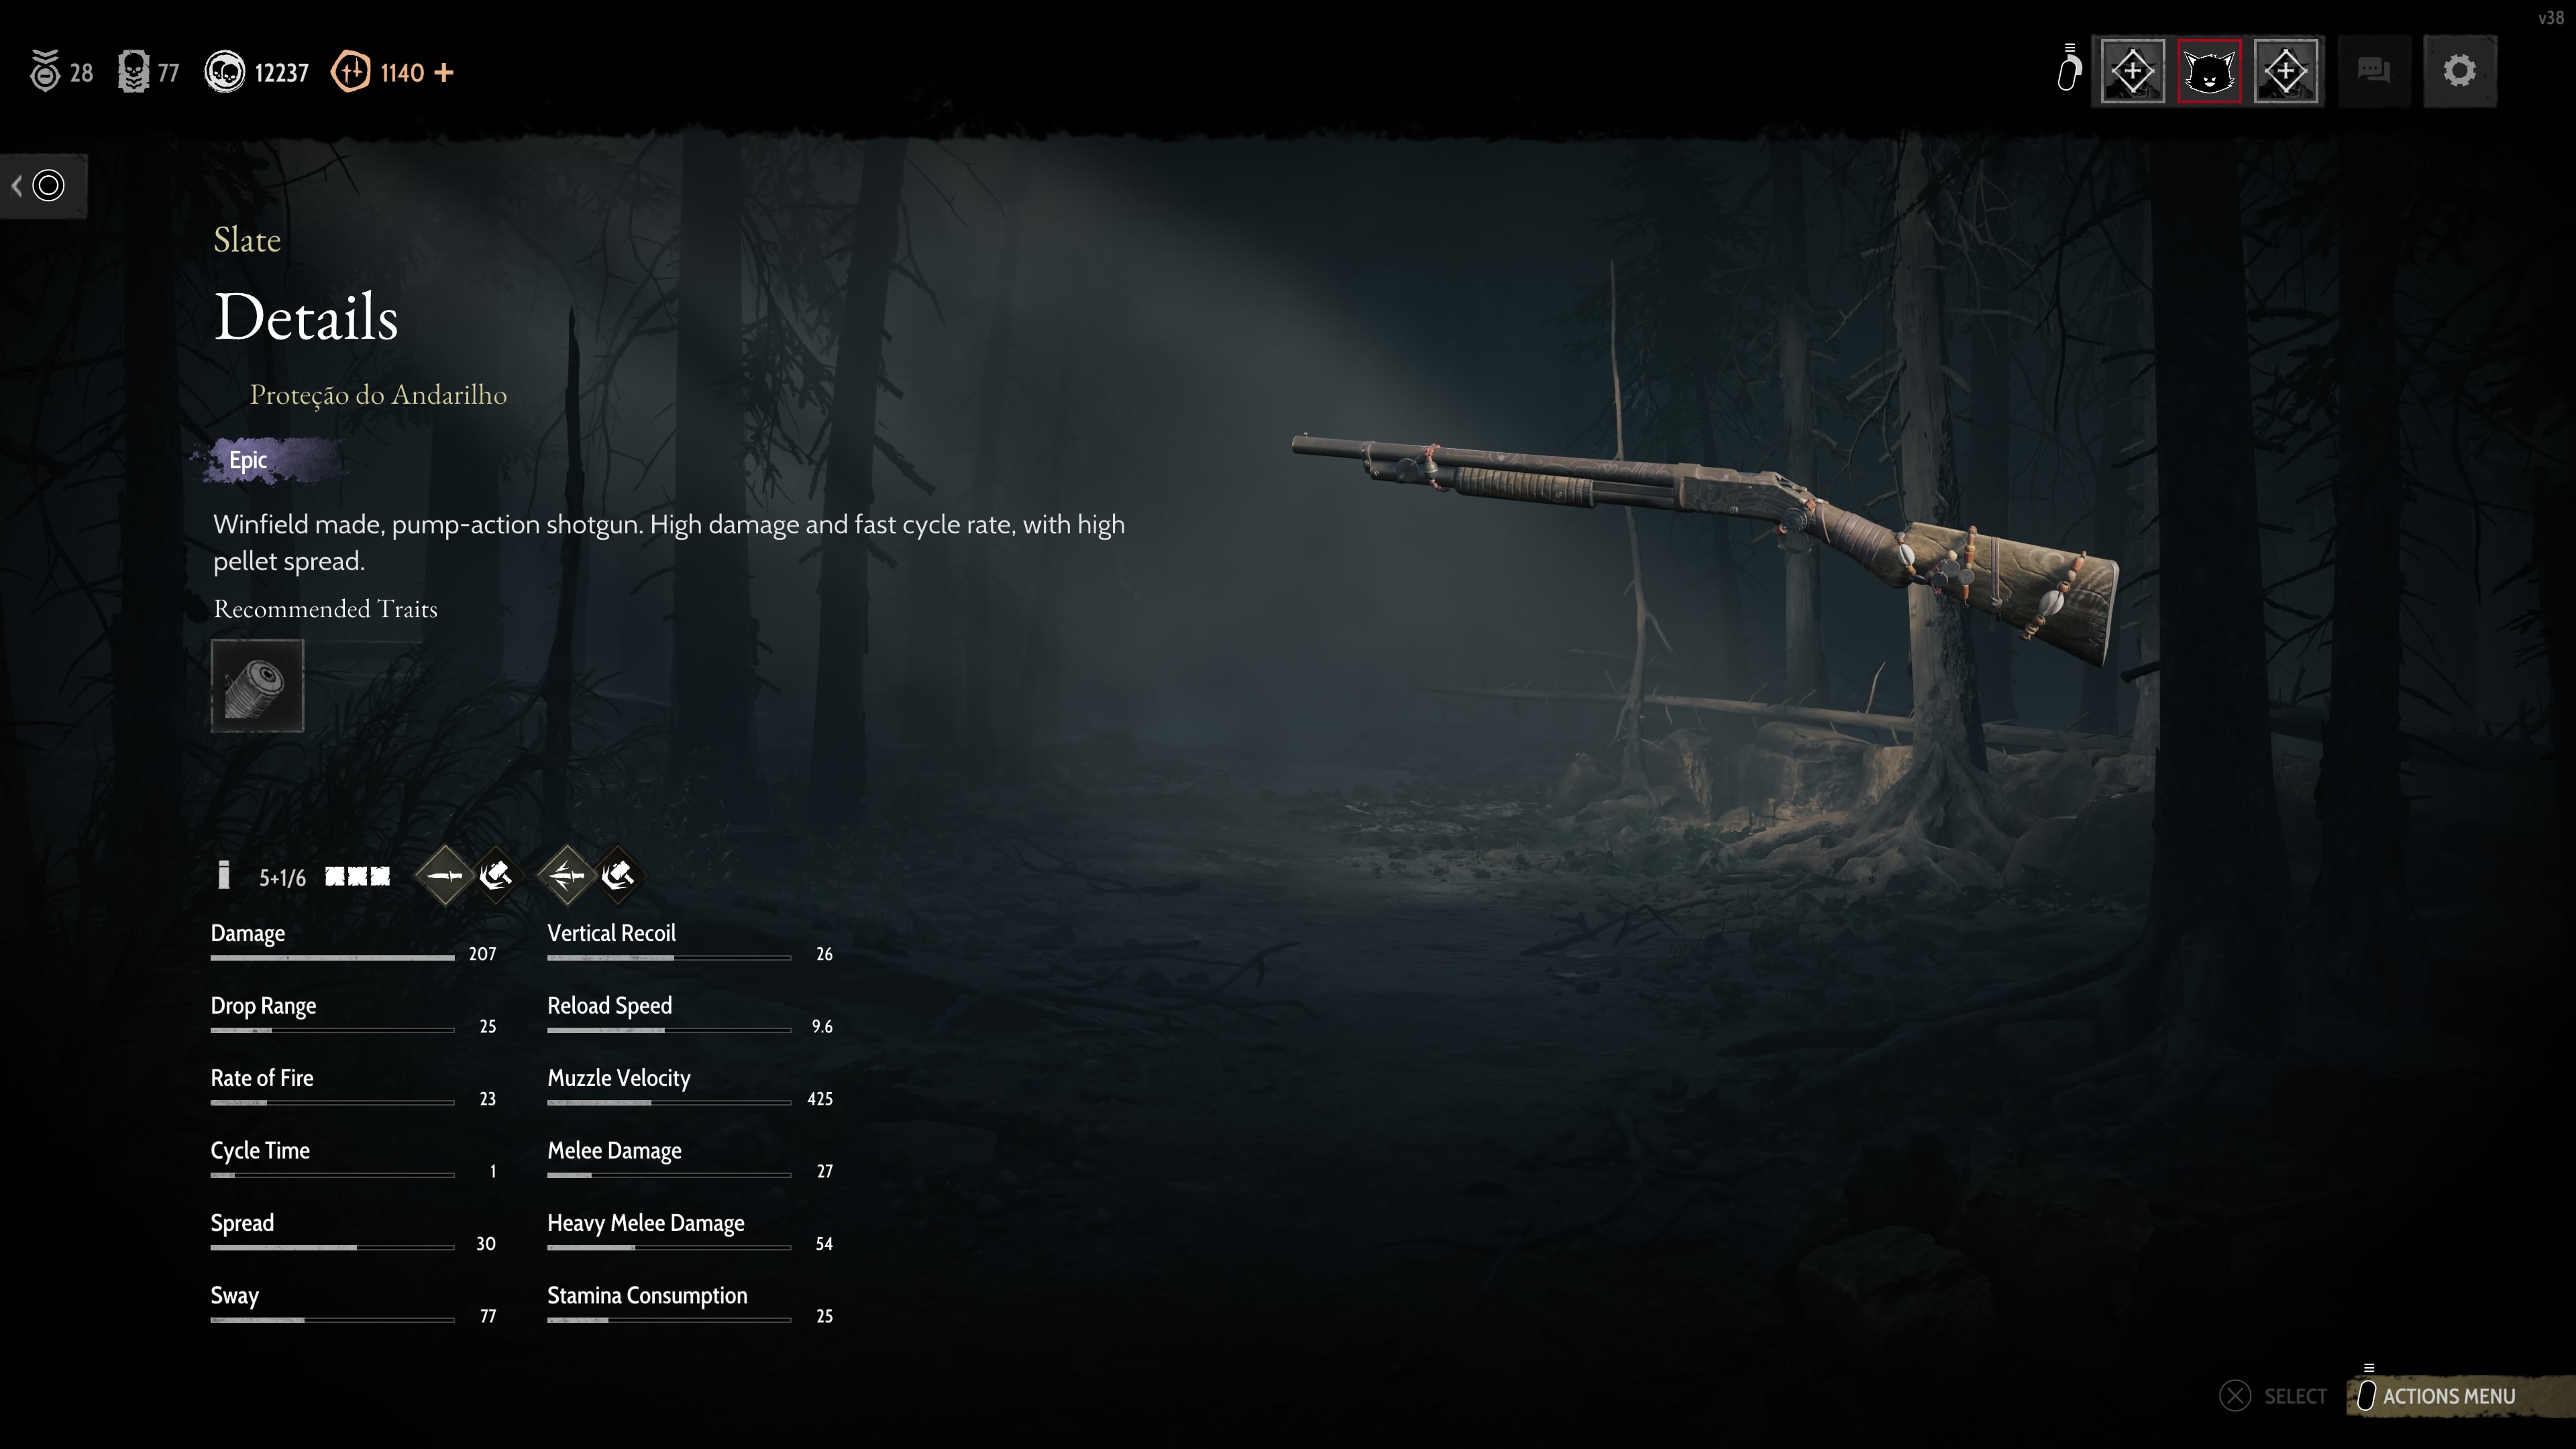 v38
28
77
12237
1140 +
Slate
Details
Proteção do Andarilho
Epic
Winfield made, pump-action shotgun. High damage and fast cycle rate, with high
pellet spread.
Recommended Traits
5+1/6
Damage
207
Drop Range
25
Rate of Fire
23
Cycle Time
1
Spread
30
Sway
77
Vertical Recoil
26
Reload Speed
9.6
Muzzle Velocity
425
Melee Damage
27
Heavy Melee Damage
54
Stamina Consumption
25
SELECT
ACTIONS MENU